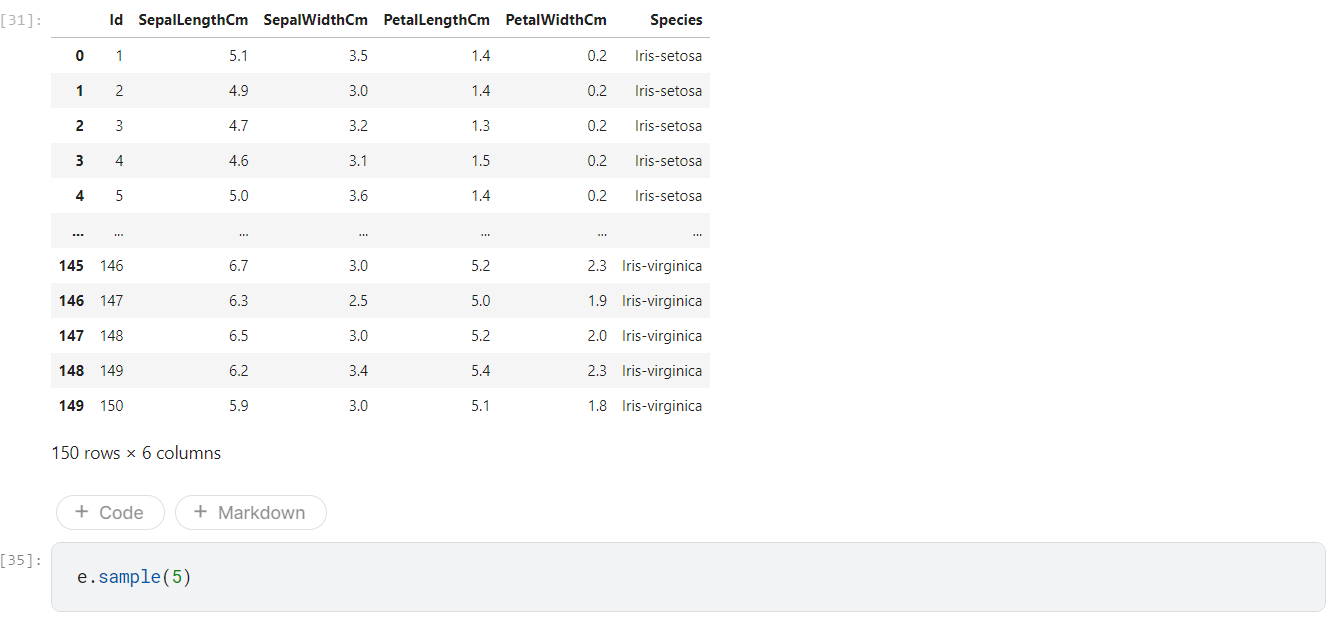 [31]:
Id SepalLengthCm SepalWidthCm PetalLengthCm PetalWidthCm Species
0 1 5.1 3.5 1.4 0.2 Iris-setosa
1 2 4.9 3.0 1.4 0.2 Iris-setosa
2 3 4.7 3.2 1.3 0.2 Iris-setosa
3 4 4.6 3.1 1.5 0.2 Iris-setosa
4 5 5.0 3.6 1.4 0.2 Iris-setosa
... ... ... ... ... ... ...
145 146 6.7 3.0 5.2 2.3 Iris-virginica
146 147 6.3 2.5 5.0 1.9 Iris-virginica
147 148 6.5 3.0 5.2 2.0 Iris-virginica
148 149 6.2 3.4 5.4 2.3 Iris-virginica
149 150 5.9 3.0 5.1 1.8 Iris-virginica
150 rows × 6 columns
+ Code + Markdown
[35]:
e.sample(5)